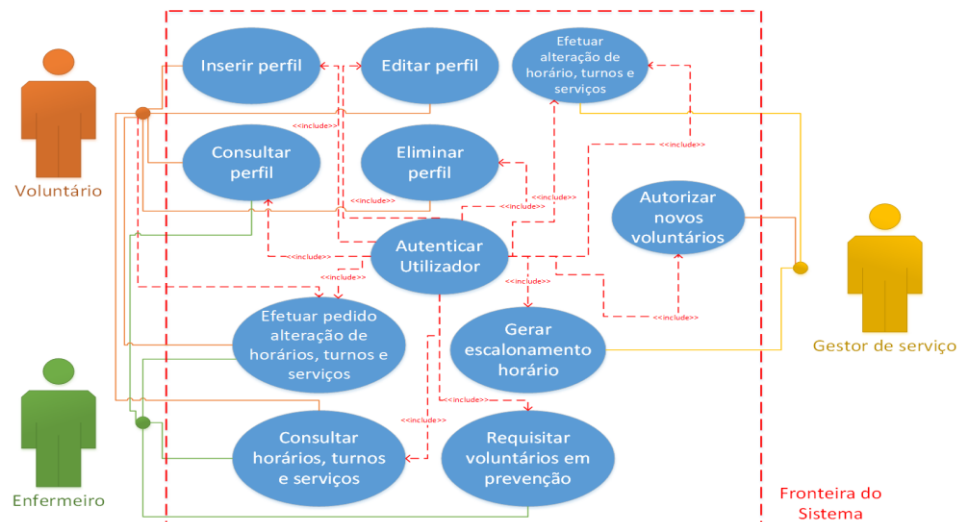 Inserir perfil
Editar perfil
Efetuar
alteração de
horário, turnos e
serviços
Voluntário
<<include>>
<<include>>
Consultar
perfil
Eliminar
perfil
<<include>>
<<include>>
<<include>>
Autorizar
novos
voluntários
Autenticar
Utilizador
<<include>>
<<include>>
<<include>>
<<include>>
Efetuar pedido
alteração de
horários, turnos e
serviços
Gerar
escalonamento
horário
Gestor de serviço
<<include>>
<<include>>
Consultar
horários, turnos
e serviços
Requisitar
voluntários em
prevenção
Enfermeiro
Fronteira do
Sistema